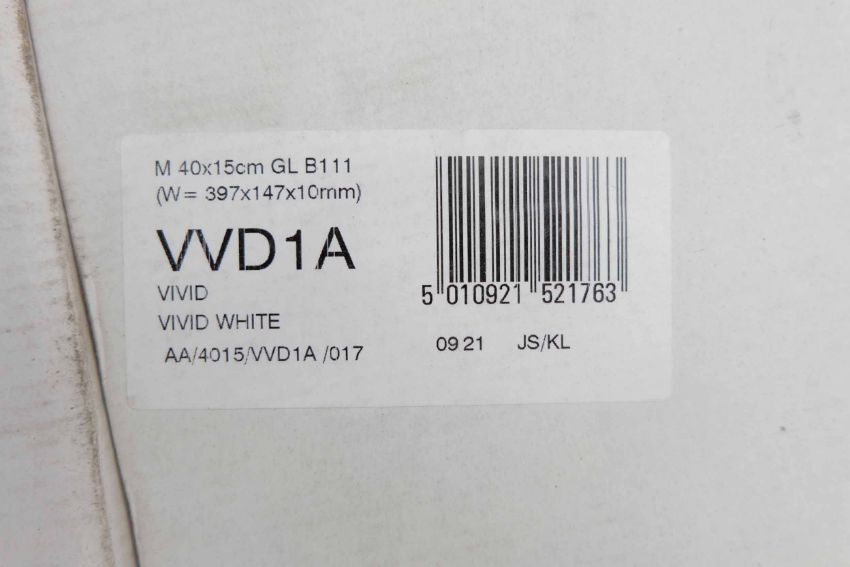 M 40x15cm GL B111
(W = 397x147x10mm)
VVD1A
VIVID
VIVID WHITE
AA/4015/VVD1A /017
5 010921 521763
09 21 JS/KL